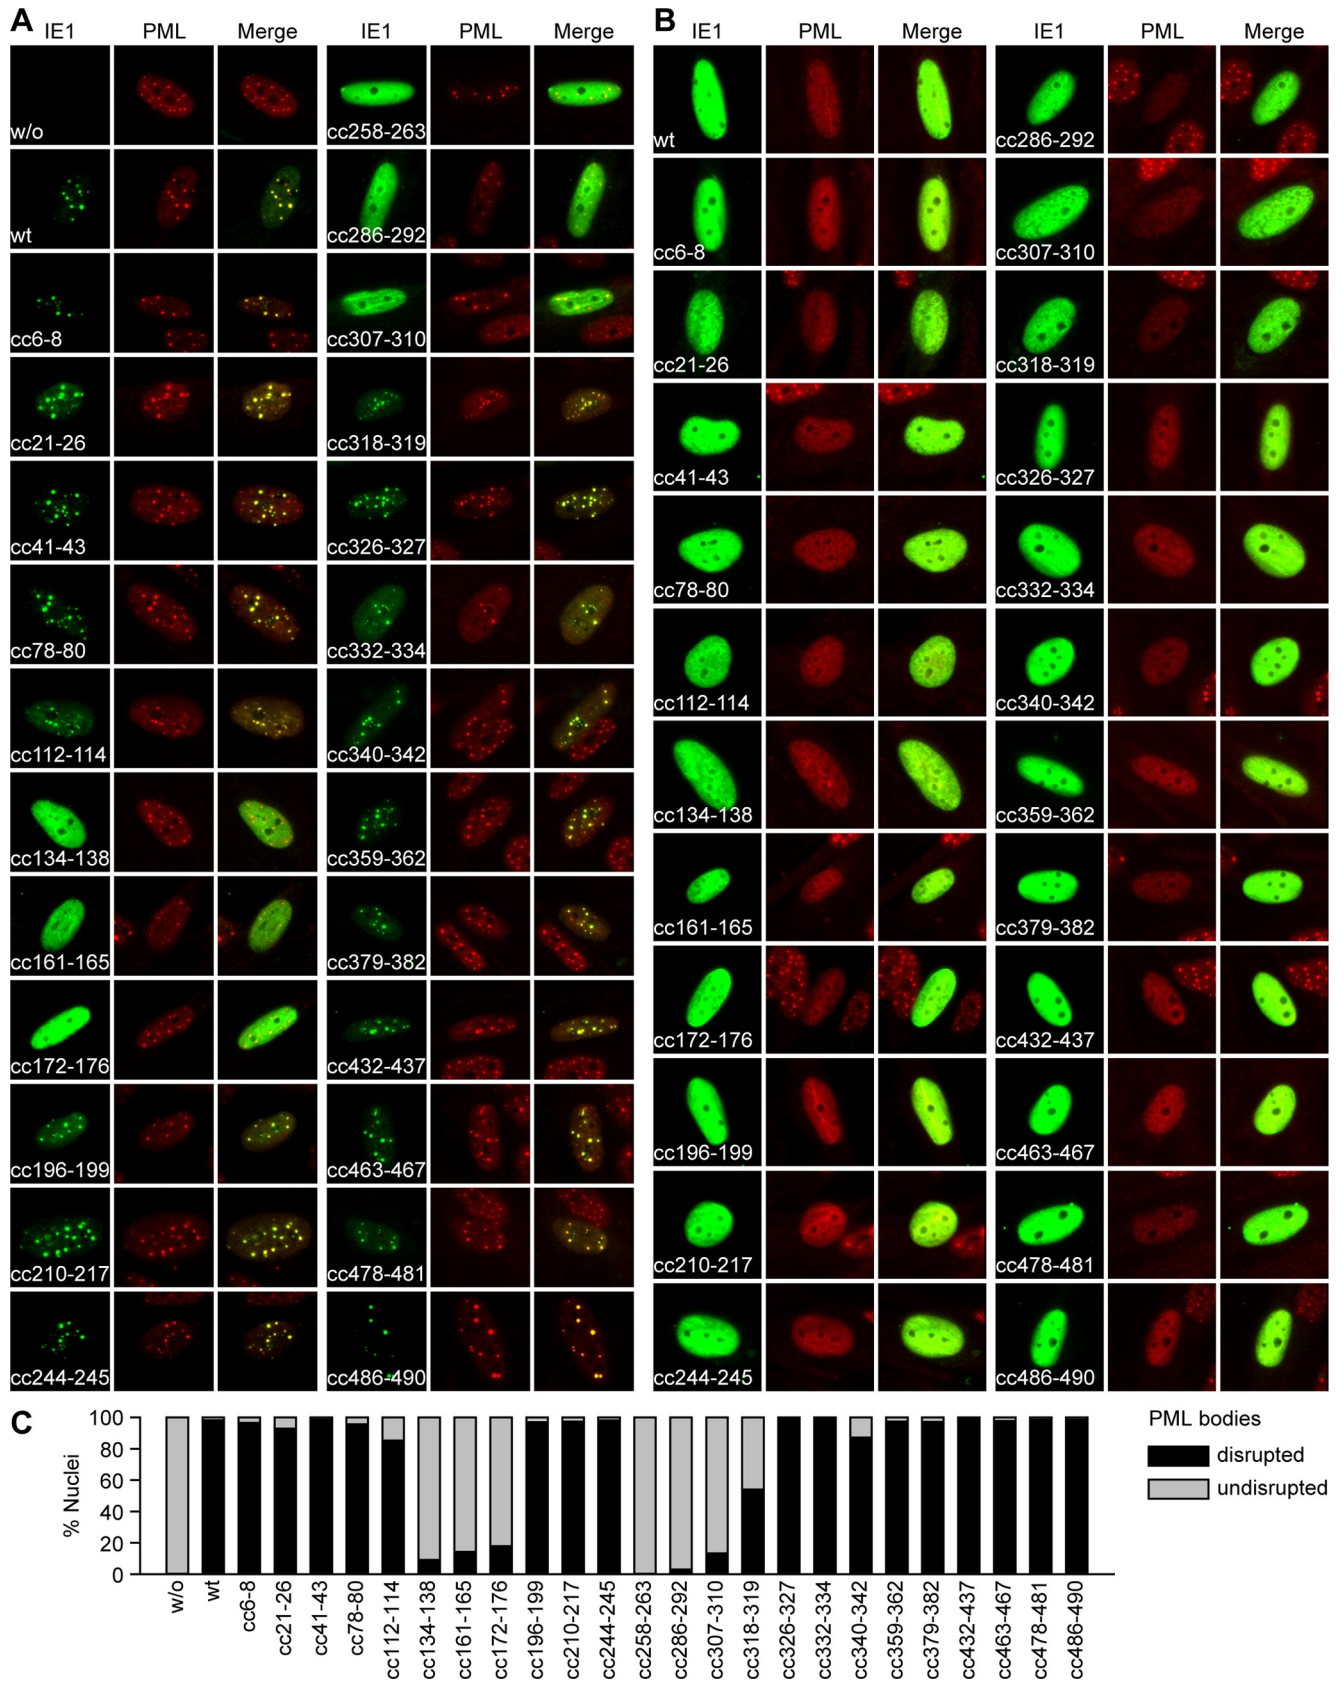 A
IE1 PML Merge IE1 PML Merge
w/o cc258-263
wt cc286-292
cc6-8 cc307-310
cc21-26 cc318-319
cc41-43 cc326-327
cc78-80 cc332-334
cc112-114 cc340-342
cc134-138 cc359-362
cc161-165 cc379-382
cc172-176 cc432-437
cc196-199 cc463-467
cc210-217 cc478-481
cc244-245 cc486-490
B
IE1 PML Merge IE1 PML Merge
wt cc286-292
cc6-8 cc307-310
cc21-26 cc318-319
cc41-43 cc326-327
cc78-80 cc332-334
cc112-114 cc340-342
cc134-138 cc359-362
cc161-165 cc379-382
cc172-176 cc432-437
cc196-199 cc463-467
cc210-217 cc478-481
cc244-245 cc486-490
C
% Nuclei
100
80
60
40
20
0
w/o
wt
cc6-8
cc21-26
cc41-43
cc78-80
cc112-114
cc134-138
cc161-165
cc172-176
cc196-199
cc210-217
cc244-245
cc258-263
cc286-292
cc307-310
cc318-319
cc326-327
cc332-334
cc340-342
cc359-362
cc379-382
cc432-437
cc463-467
cc478-481
cc486-490
PML bodies
disrupted
undisrupted